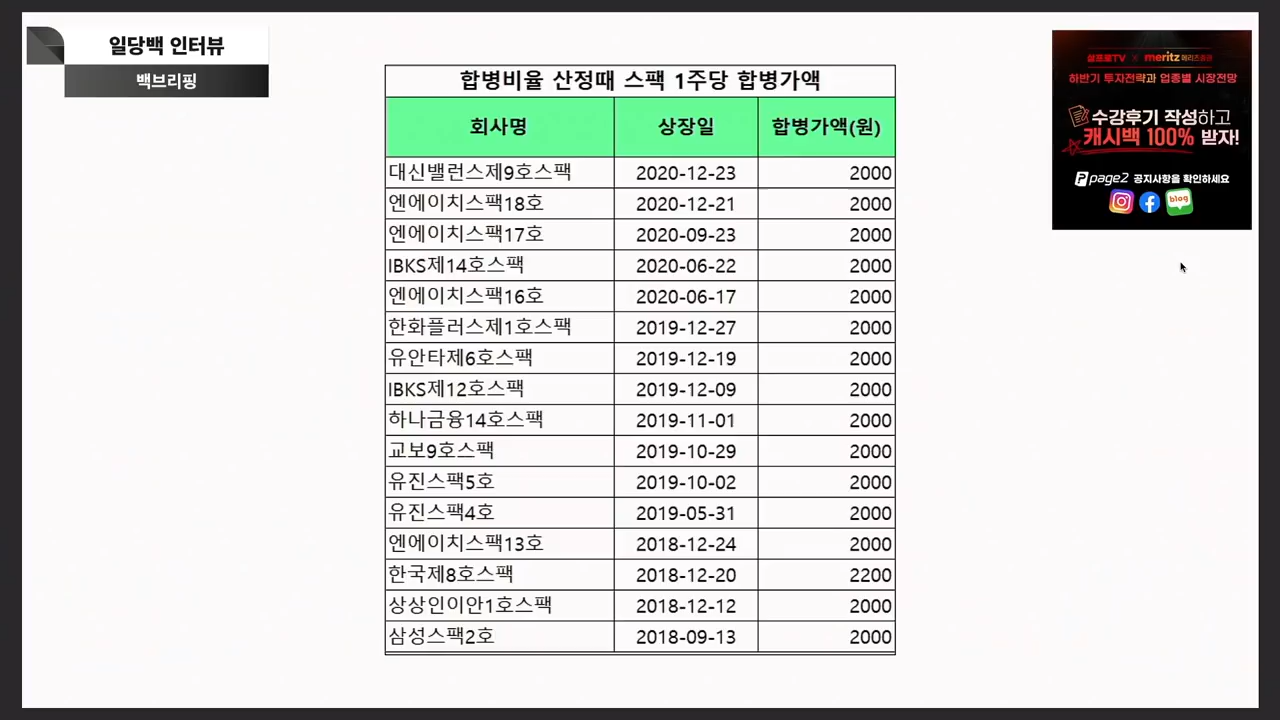 일당백 인터뷰
백브리핑
합병비율 산정때 스팩 1주당 합병가액
회사명 상장일 합병가액(원)
대신밸런스제9호스팩 2020-12-23 2000
엔에이치스팩18호 2020-12-21 2000
엔에이치스팩17호 2020-09-23 2000
IBKS제14호스팩 2020-06-22 2000
엔에이치스팩16호 2020-06-17 2000
한화플러스제1호스팩 2019-12-27 2000
유안타제6호스팩 2019-12-19 2000
IBKS제12호스팩 2019-12-09 2000
하나금융14호스팩 2019-11-01 2000
교보9호스팩 2019-10-29 2000
유진스팩5호 2019-10-02 2000
유진스팩4호 2019-05-31 2000
엔에이치스팩13호 2018-12-24 2000
한국제8호스팩 2018-12-20 2200
상상인이안1호스팩 2018-12-12 2000
삼성스팩2호 2018-09-13 2000
삼프로TV × meritz 메리츠증권
하반기 투자전략과 업종별 시장전망
수강후기 작성하고
캐시백 100% 받자!
page2 공지사항을 확인하세요
blog